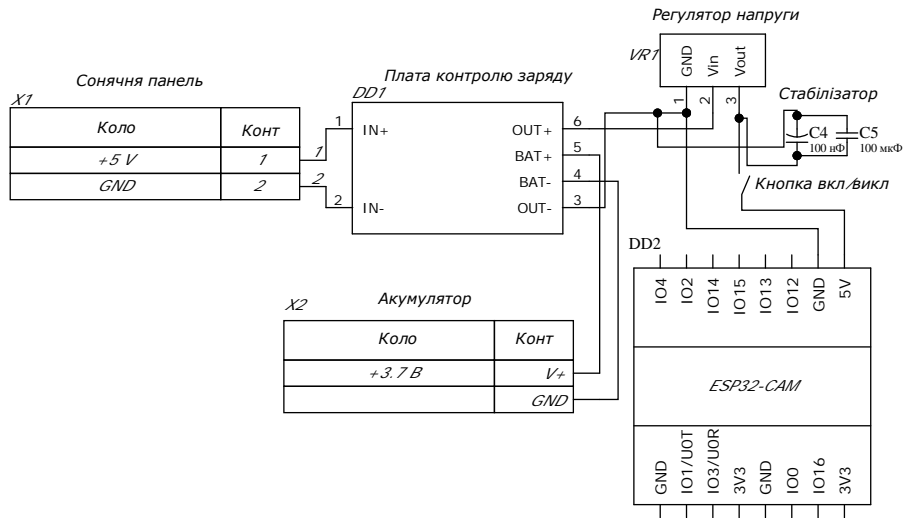 Регулятор напруги
VR1
GND
Vin
Vout
1
2
3
Сонячня панель
X1
Коло
Конт
+5 V
1
1
GND
2
2
Плата контролю заряду
DD1
1
IN+
2
IN-
OUT+
6
BAT+
5
BAT-
4
OUT-
3
Стабілізатор
C4
100 нФ
C5
100 мкФ
Кнопка вкл/викл
Акумулятор
X2
Коло
Конт
+3.7 В
V+
GND
DD2
IO4
IO2
IO14
IO15
IO13
IO12
GND
5V
ESP32-CAM
GND
IO1/U0T
IO3/U0R
3V3
GND
IO0
IO16
3V3